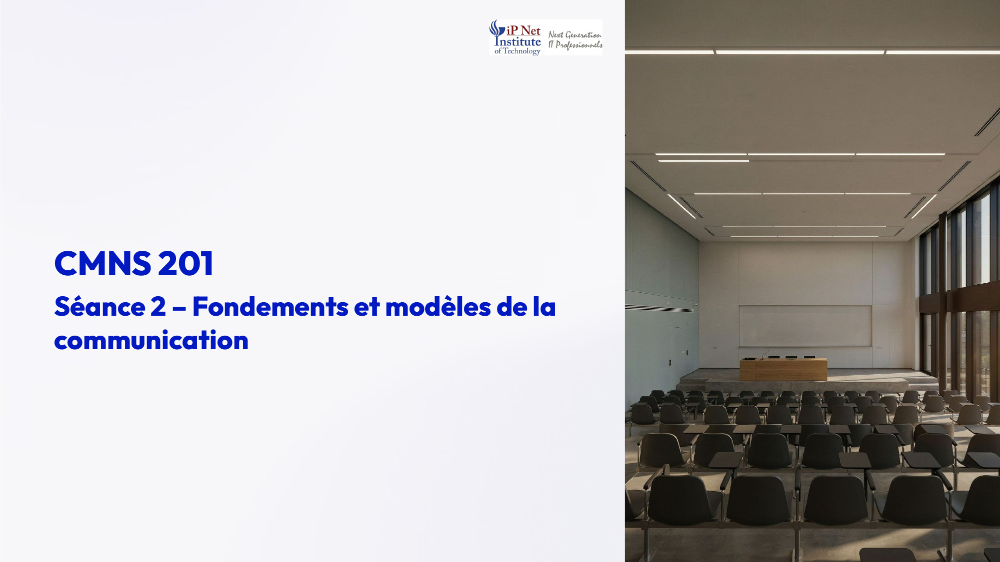 iP Net
Institute
of Technology
Next Generation
IT Professionnels
CMNS 201
Séance 2 – Fondements et modèles de la
communication